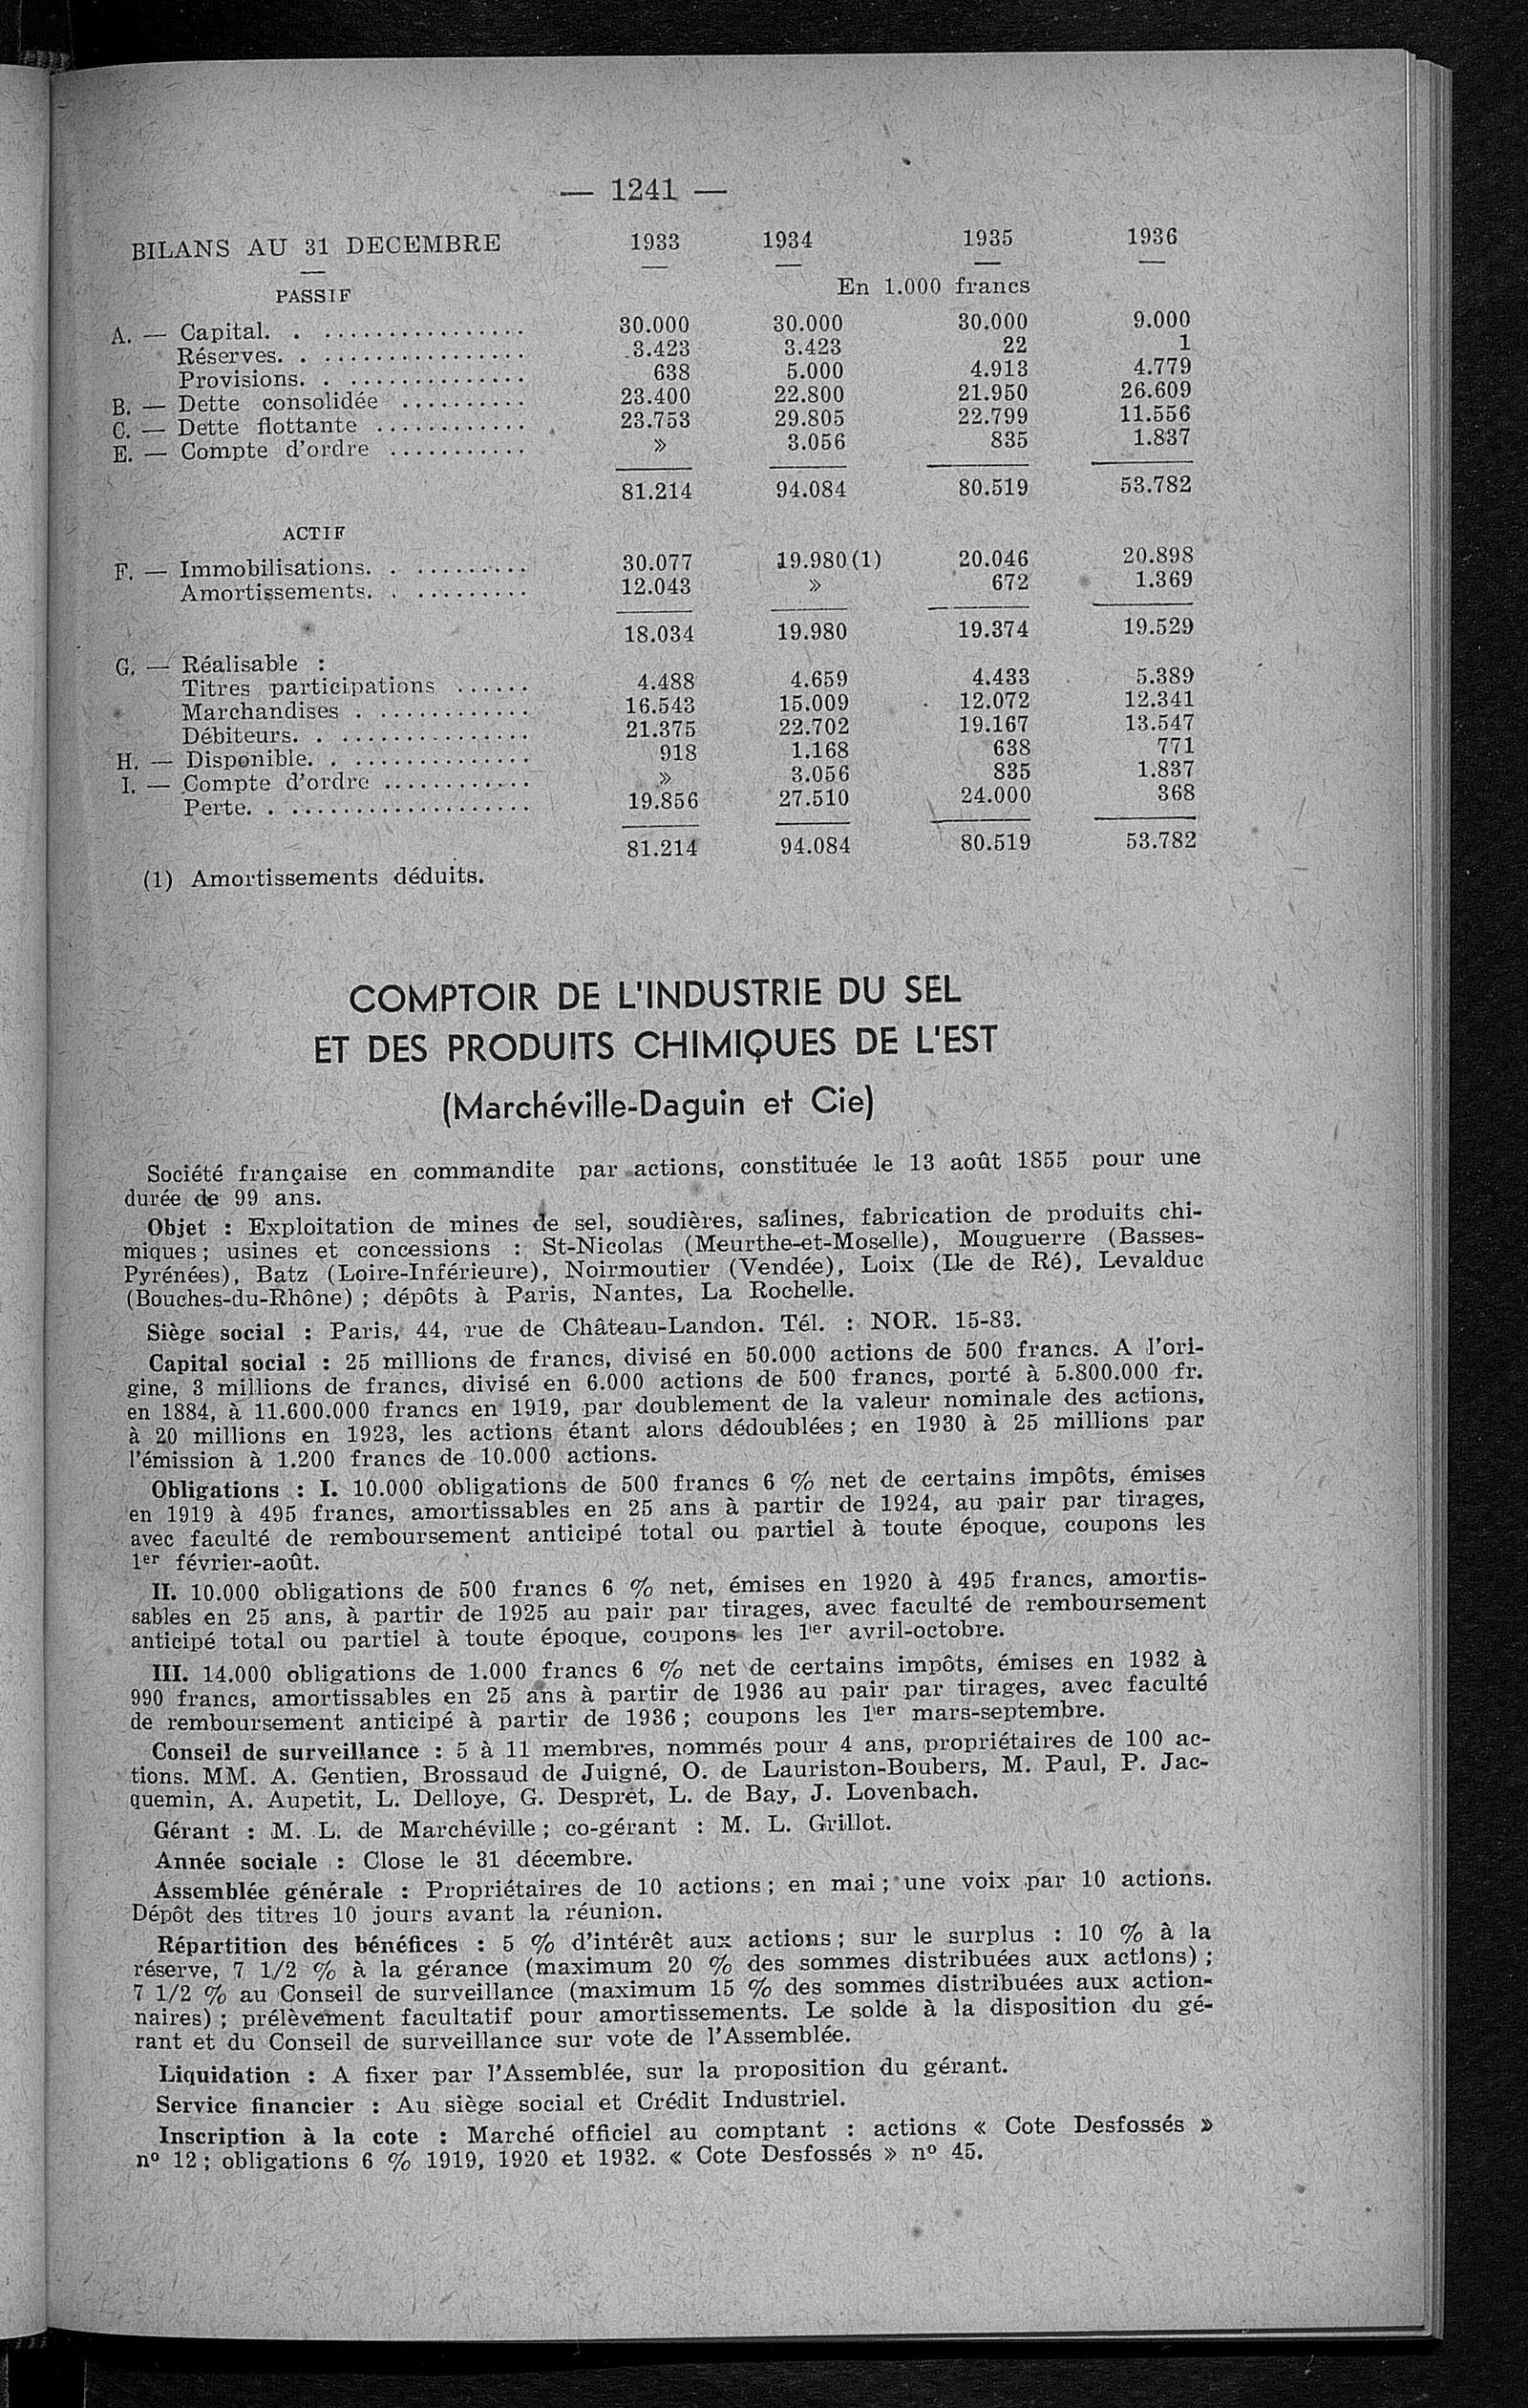 — 1241 —
BILANS AU 31 DECEMBRE 1933 1934 1935 1936
PASSIF En 1.000 francs
A. — Capital. . ................ 30.000 30.000 30.000 9.000
Réserves. . ................ 3.423 3.423 22 1
Provisions. . .............. 638 5.000 4.913 4.779
B. — Dette consolidée .......... 23.400 22.800 21.950 26.609
C. — Dette flottante ............ 23.753 29.805 22.799 11.556
E. — Compte d'ordre ........... » 3.056 835 1.837
81.214 94.084 80.519 53.782
ACTIF
F. — Immobilisations. . ......... 30.077 19.980(1) 20.046 20.898
Amortissements. . ......... 12.043 » 672 1.369
18.034 19.980 19.374 19.529
G. — Réalisable :
Titres participations ...... 4.488 4.659 4.433 5.389
Marchandises . ............ 16.543 15.009 12.072 12.341
Débiteurs. . ............... 21.375 22.702 19.167 13.547
H. — Disponible. . .............. 918 1.168 638 771
I. — Compte d'ordre ............ » 3.056 835 1.837
Perte. . ................... 19.856 27.510 24.000 368
81.214 94.084 80.519 53.782
(1) Amortissements déduits.
COMPTOIR DE L'INDUSTRIE DU SEL
ET DES PRODUITS CHIMIQUES DE L'EST
(Marchéville-Daguin et Cie)
Société française en commandite par actions, constituée le 13 août 1855 pour une
durée de 99 ans.
Objet : Exploitation de mines de sel, soudières, salines, fabrication de produits chi-
miques ; usines et concessions : St-Nicolas (Meurthe-et-Moselle), Mouguerre (Basses-
Pyrénées), Batz (Loire-Inférieure), Noirmoutier (Vendée), Loix (Ile de Ré), Levalduc
(Bouches-du-Rhône) ; dépôts à Paris, Nantes, La Rochelle.
Siège social : Paris, 44, rue de Château-Landon. Tél. : NOR. 15-83.
Capital social : 25 millions de francs, divisé en 50.000 actions de 500 francs. A l'ori-
gine, 3 millions de francs, divisé en 6.000 actions de 500 francs, porté à 5.800.000 fr.
en 1884, à 11.600.000 francs en 1919, par doublement de la valeur nominale des actions,
à 20 millions en 1923, les actions étant alors dédoublées ; en 1930 à 25 millions par
l'émission à 1.200 francs de 10.000 actions.
Obligations : I. 10.000 obligations de 500 francs 6 % net de certains impôts, émises
en 1919 à 495 francs, amortissables en 25 ans à partir de 1924, au pair par tirages,
avec faculté de remboursement anticipé total ou partiel à toute époque, coupons les
1er février-août.
II. 10.000 obligations de 500 francs 6 % net, émises en 1920 à 495 francs, amortis-
sables en 25 ans, à partir de 1925 au pair par tirages, avec faculté de remboursement
anticipé total ou partiel à toute époque, coupons les 1er avril-octobre.
III. 14.000 obligations de 1.000 francs 6 % net de certains impôts, émises en 1932 à
990 francs, amortissables en 25 ans à partir de 1936 au pair par tirages, avec faculté
de remboursement anticipé à partir de 1936 ; coupons les 1er mars-septembre.
Conseil de surveillance : 5 à 11 membres, nommés pour 4 ans, propriétaires de 100 ac-
tions. MM. A. Gentien, Brossaud de Juigné, O. de Lauriston-Boubers, M. Paul, P. Jac-
quemin, A. Aupetit, L. Delloye, G. Desprèt, L. de Bay, J. Lovenbach.
Gérant : M. L. de Marchéville ; co-gérant : M. L. Grillot.
Année sociale : Close le 31 décembre.
Assemblée générale : Propriétaires de 10 actions ; en mai ; une voix par 10 actions.
Dépôt des titres 10 jours avant la réunion.
Répartition des bénéfices : 5 % d'intérêt aux actions ; sur le surplus : 10 % à la
réserve, 7 1/2 % à la gérance (maximum 20 % des sommes distribuées aux actions) ;
7 1/2 % au Conseil de surveillance (maximum 15 % des sommes distribuées aux action-
naires) ; prélèvement facultatif pour amortissements. Le solde à la disposition du gé-
rant et du Conseil de surveillance sur vote de l'Assemblée.
Liquidation : A fixer par l'Assemblée, sur la proposition du gérant.
Service financier : Au siège social et Crédit Industriel.
Inscription à la cote : Marché officiel au comptant : actions « Cote Desfossés »
nº 12 ; obligations 6 % 1919, 1920 et 1932. « Cote Desfossés » nº 45.